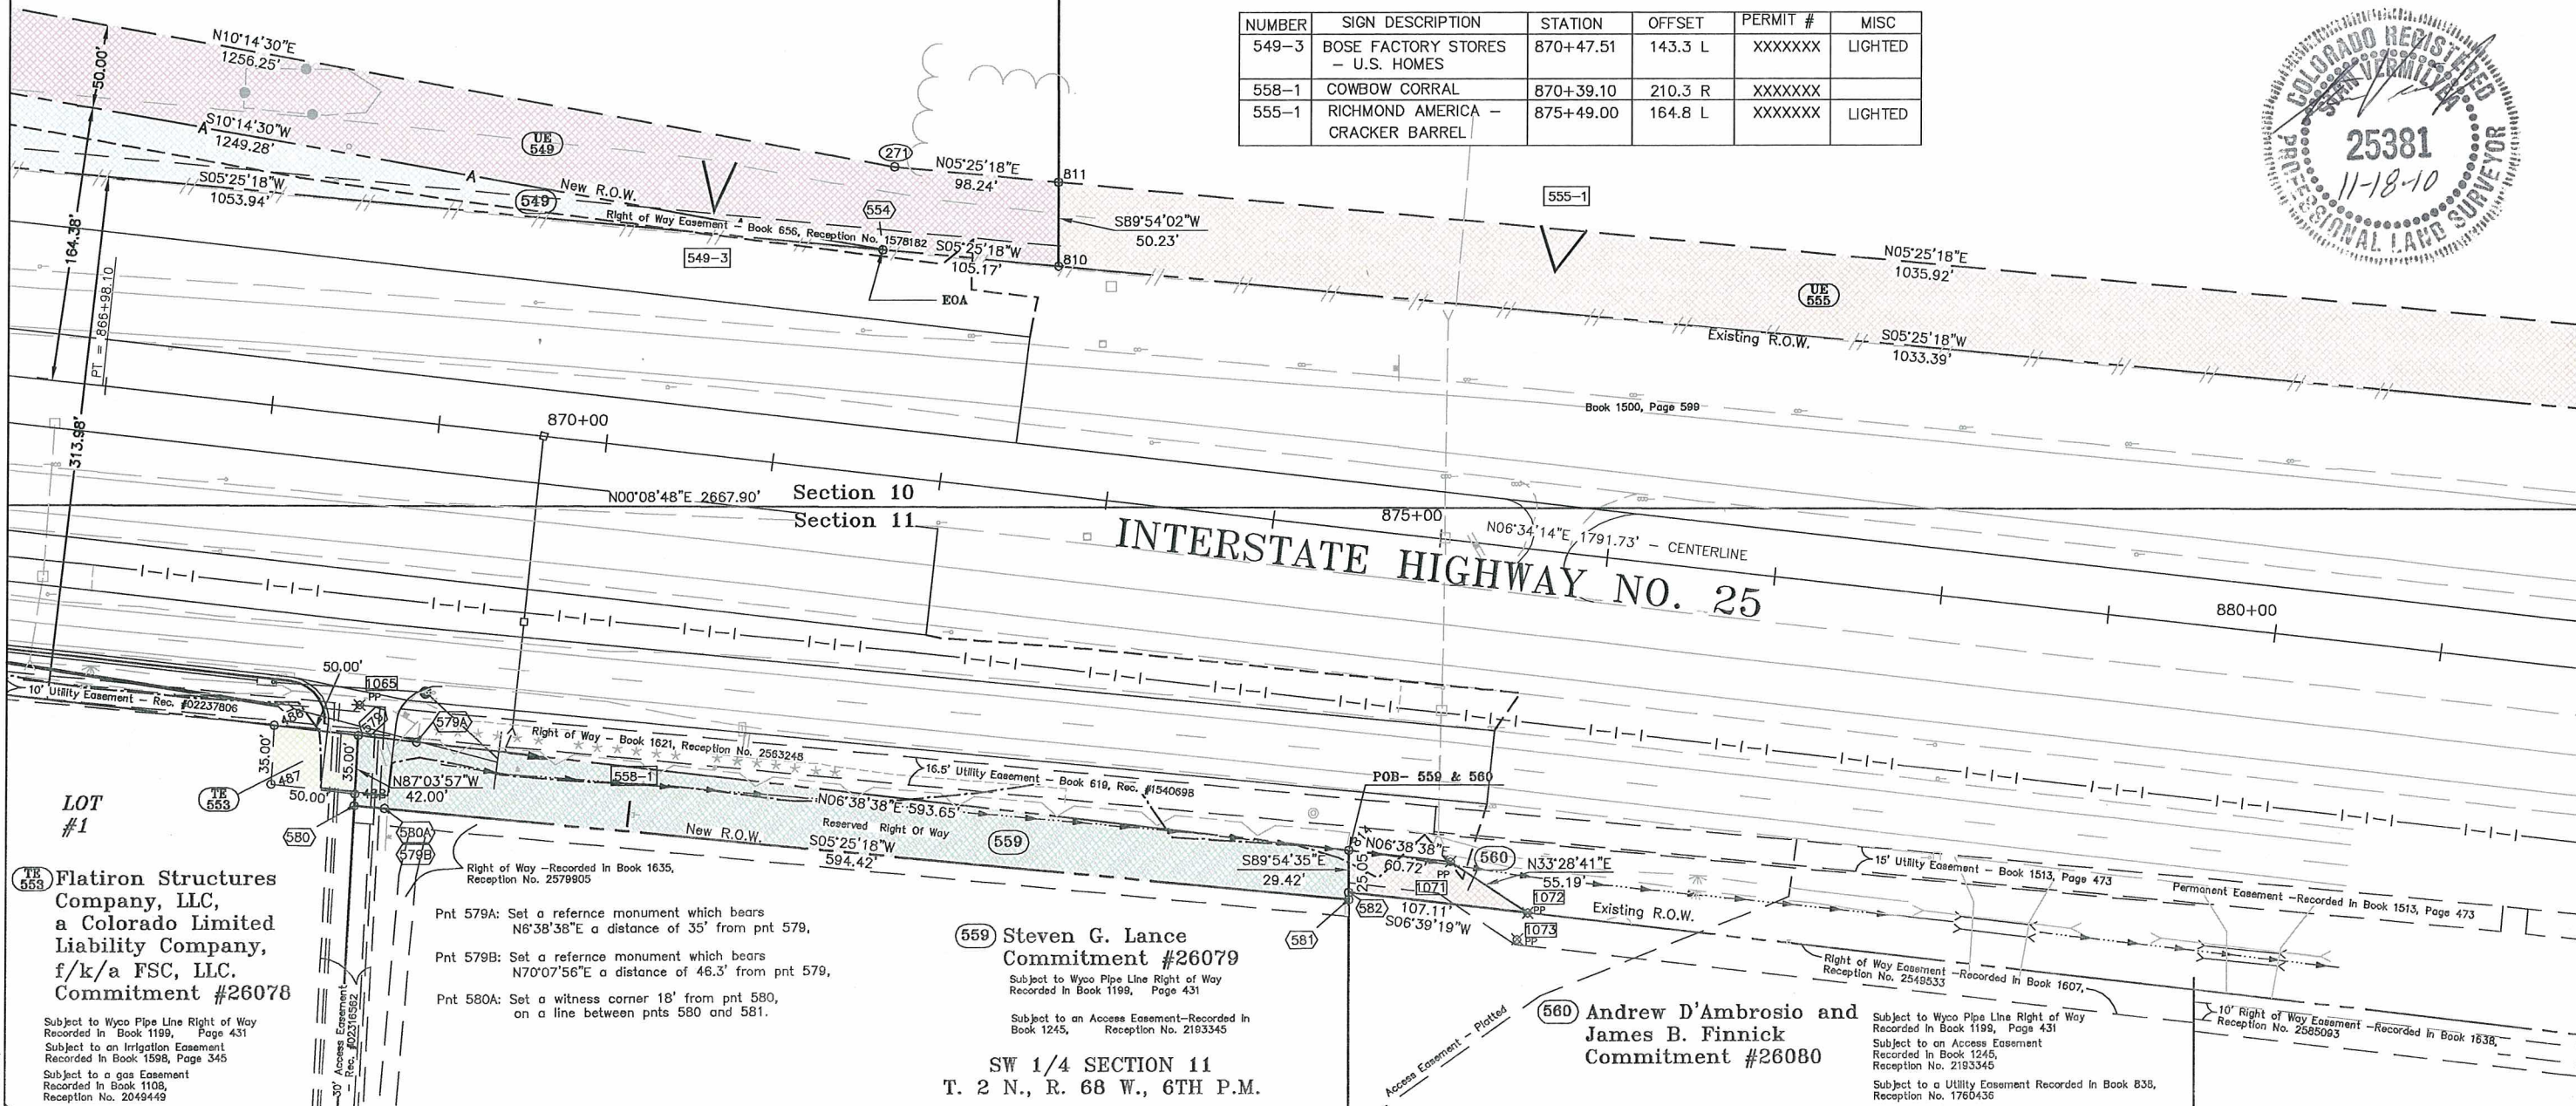 NUMBER SIGN DESCRIPTION STATION OFFSET PERMIT # MISC
549-3 BOSE FACTORY STORES - U.S. HOMES 870+47.51 143.3 L XXXXXXX LIGHTED
558-1 COWBOW CORRAL 870+39.10 210.3 R XXXXXXX
555-1 RICHMOND AMERICA - CRACKER BARREL 875+49.00 164.8 L XXXXXXX LIGHTED
COLORADO REGISTERED
25381
11-18-10
PROFESSIONAL LAND SURVEYOR
N10°14'30"E
1256.25'
50.00'
S10°14'30"W
1249.28'
A
A
UE
549
S05°25'18"W
1053.94'
549
New R.O.W.
Right of Way Easement - Book 656, Reception No. 1578182
549-3
271
N05°25'18"E
98.24'
811
554
S05°25'18"W
105.17'
810
EOA
S89°54'02"W
50.23'
555-1
UE
555
N05°25'18"E
1035.92'
Existing R.O.W.
S05°25'18"W
1033.39'
164.38'
PT = 866+98.10
313.98'
Book 1500, Page 599
870+00
N00°08'48"E 2667.90'
Section 10
Section 11
875+00
N06°34'14"E 1791.73' - CENTERLINE
INTERSTATE HIGHWAY NO. 25
880+00
50.00'
1065
PP
10' Utility Easement - Rec. #02237806
486
579
579A
Right of Way - Book 1621, Reception No. 2563248
35.00'
35.00'
487
50.00'
N87°03'57"W
42.00'
558-1
16.5' Utility Easement - Book 619, Rec. #1540698
POB- 559 & 560
TE
553
LOT
#1
580
580A
579B
N06°38'38"E 593.65'
Reserved Right Of Way
New R.O.W.
S05°25'18"W
594.42'
559
S89°54'35"E
29.42'
25.05'
N06°38'38"E
60.72'
PP
560
N33°28'41"E
55.19'
1071
1072
PP
582
107.11'
S06°39'19"W
1073
PP
581
Existing R.O.W.
15' Utility Easement - Book 1513, Page 473
Permanent Easement -Recorded in Book 1513, Page 473
Right of Way -Recorded in Book 1635,
Reception No. 2579905
TE
553
Flatiron Structures
Company, LLC,
a Colorado Limited
Liability Company,
f/k/a FSC, LLC.
Commitment #26078
Subject to Wyco Pipe Line Right of Way
Recorded in Book 1199, Page 431
Subject to an Irrigation Easement
Recorded in Book 1598, Page 345
Subject to a gas Easement
Recorded in Book 1108,
Reception No. 2049449
30' Access Easement
- Rec. #02316562
Pnt 579A: Set a refernce monument which bears
N6°38'38"E a distance of 35' from pnt 579,
Pnt 579B: Set a refernce monument which bears
N70°07'56"E a distance of 46.3' from pnt 579,
Pnt 580A: Set a witness corner 18' from pnt 580,
on a line between pnts 580 and 581.
559 Steven G. Lance
Commitment #26079
Subject to Wyco Pipe Line Right of Way
Recorded in Book 1199, Page 431
Subject to an Access Easement-Recorded in
Book 1245, Reception No. 2193345
SW 1/4 SECTION 11
T. 2 N., R. 68 W., 6TH P.M.
Access Easement - Platted
560 Andrew D'Ambrosio and
James B. Finnick
Commitment #26080
Right of Way Easement -Recorded in Book 1607,
Reception No. 2549533
Subject to Wyco Pipe Line Right of Way
Recorded in Book 1199, Page 431
Subject to an Access Easement
Recorded in Book 1245,
Reception No. 2193345
Subject to a Utility Easement Recorded in Book 838,
Reception No. 1760436
10' Right of Way Easement -Recorded in Book 1638,
Reception No. 2585093